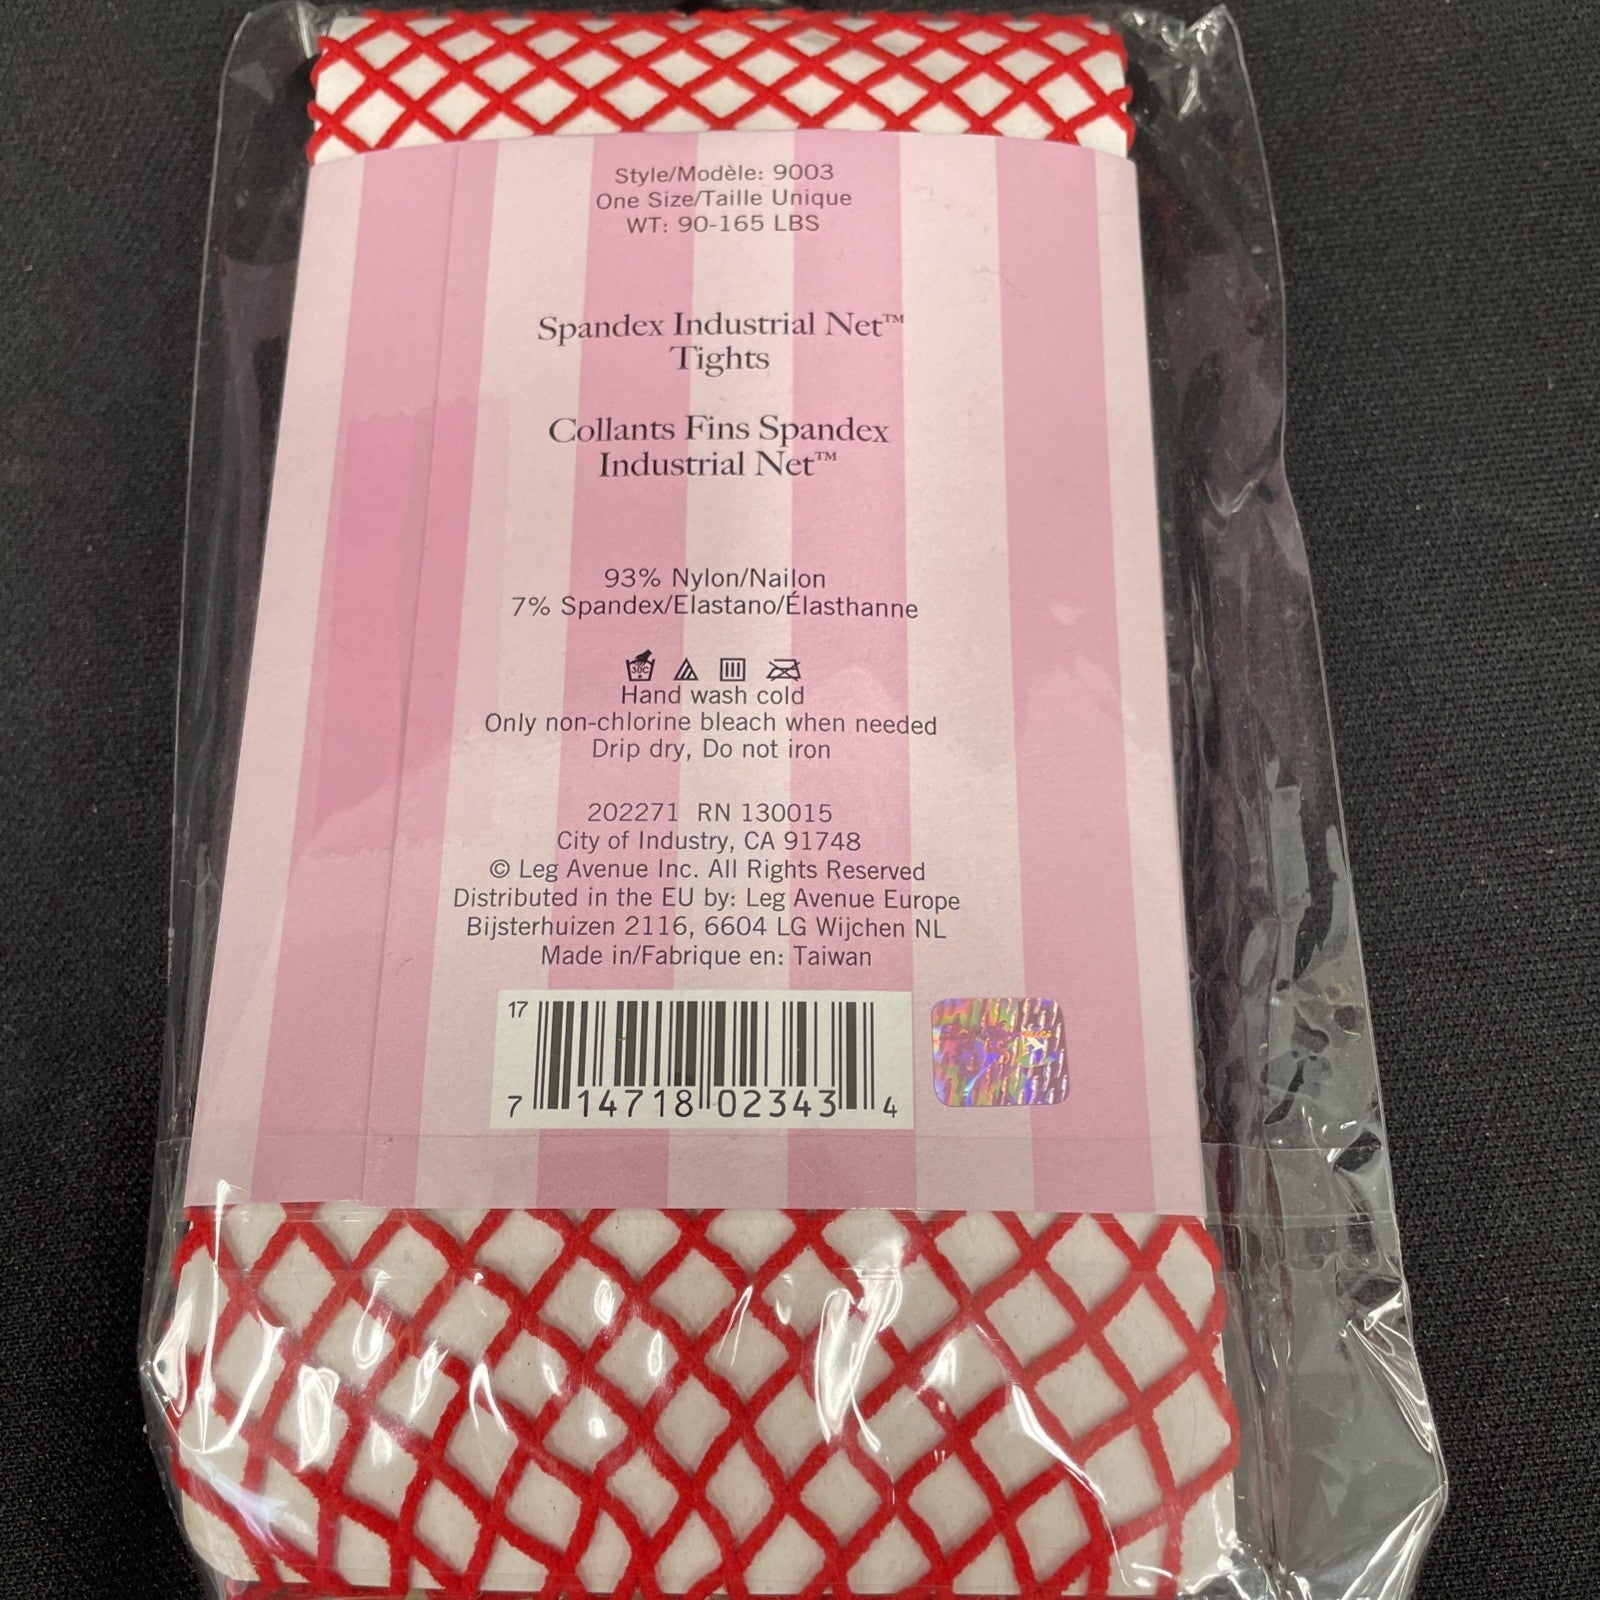 Style/Modèle: 9003
One Size/Taille Unique
WT: 90-165 LBS
Spandex Industrial Net™
Tights
Collants Fins Spandex
Industrial Net™
93% Nylon/Nailon
7% Spandex/Elastano/Élasthanne
30C
Hand wash cold
Only non-chlorine bleach when needed
Drip dry, Do not iron
202271 RN 130015
City of Industry, CA 91748
© Leg Avenue Inc. All Rights Reserved
Distributed in the EU by: Leg Avenue Europe
Bijsterhuizen 2116, 6604 LG Wijchen NL
Made in/Fabrique en: Taiwan
17
7 14718 02343 4